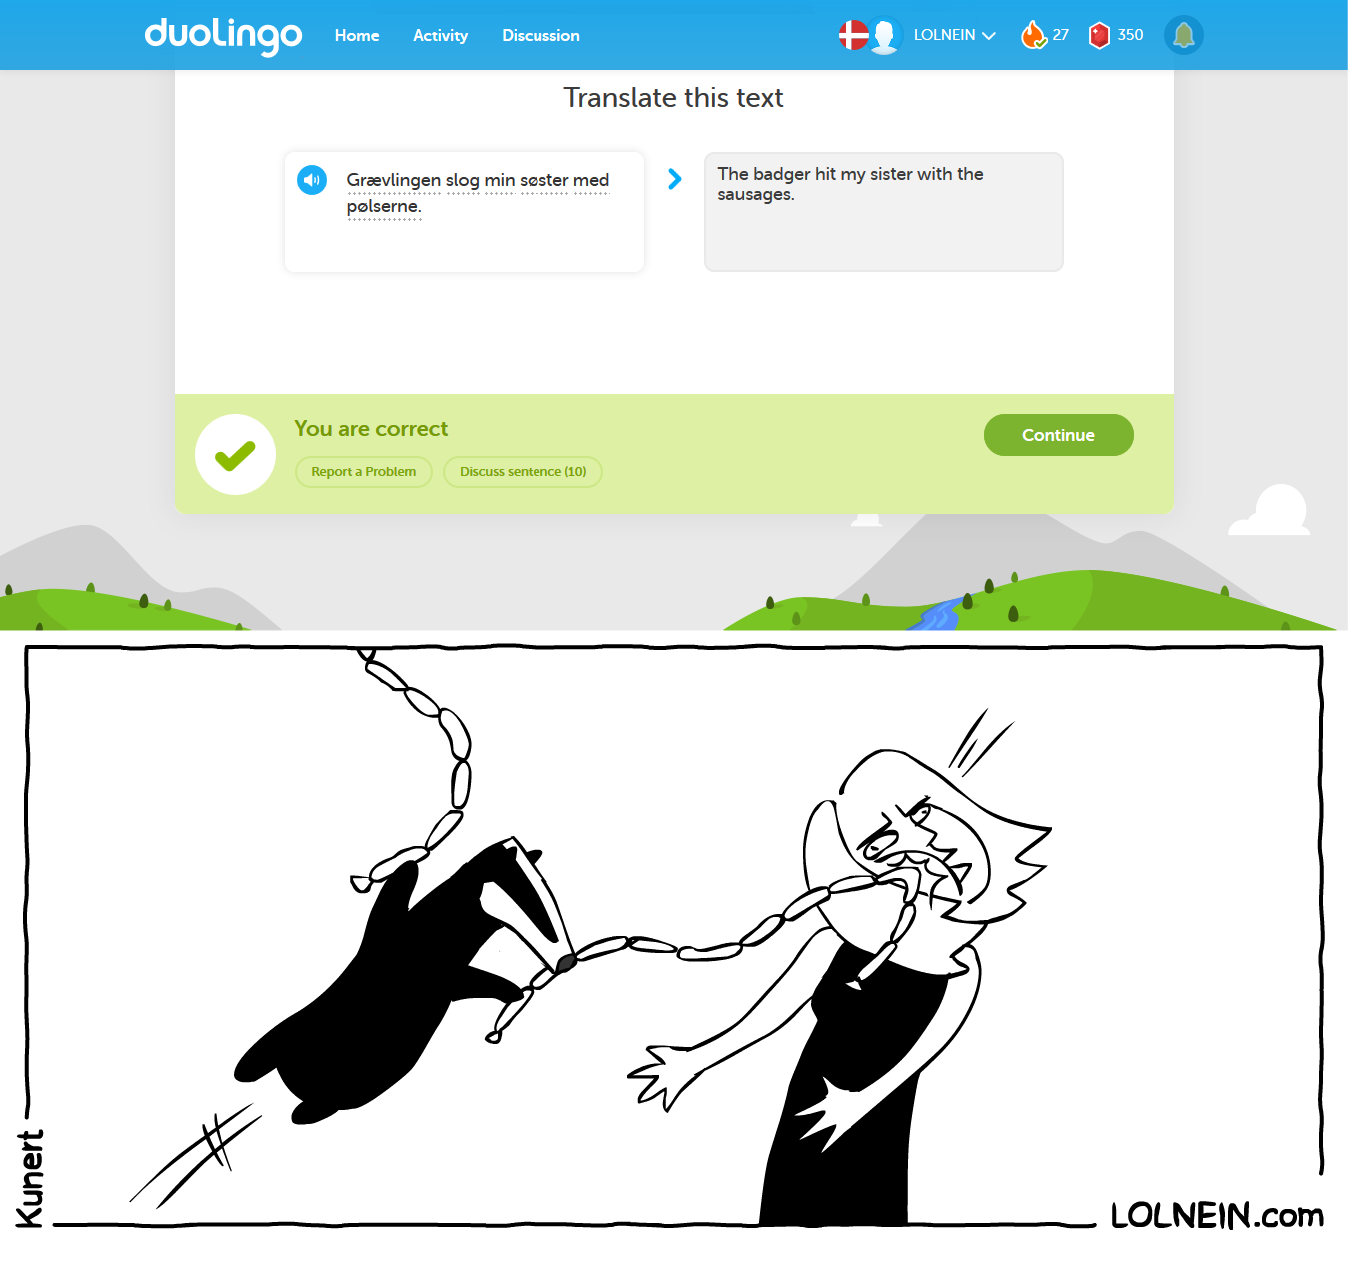 duolingo Home Activity Discussion LOLNEIN 27 350
Translate this text
Grævlingen slog min søster med
pølserne.
The badger hit my sister with the
sausages.
You are correct
Continue
Report a Problem Discuss sentence (10)
Kunert
LOLNEIN.com